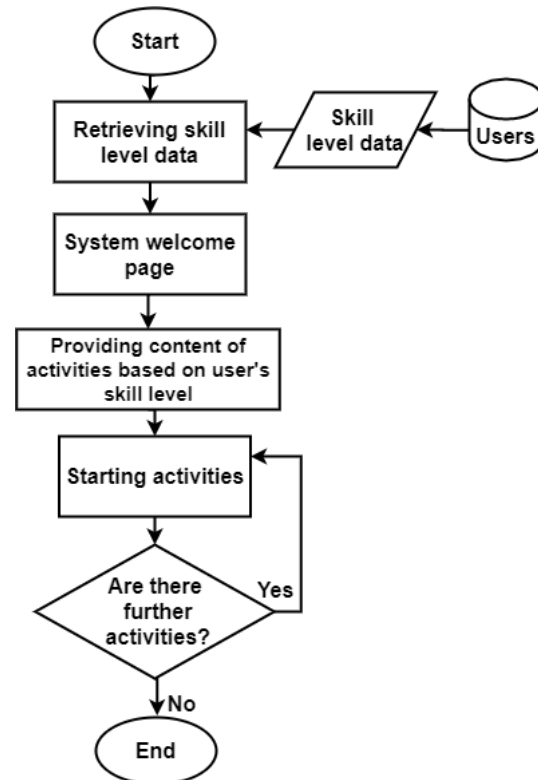 Start
Retrieving skill
level data
Skill
level data
Users
System welcome
page
Providing content of
activities based on user's
skill level
Starting activities
Are there
further
activities?
Yes
No
End